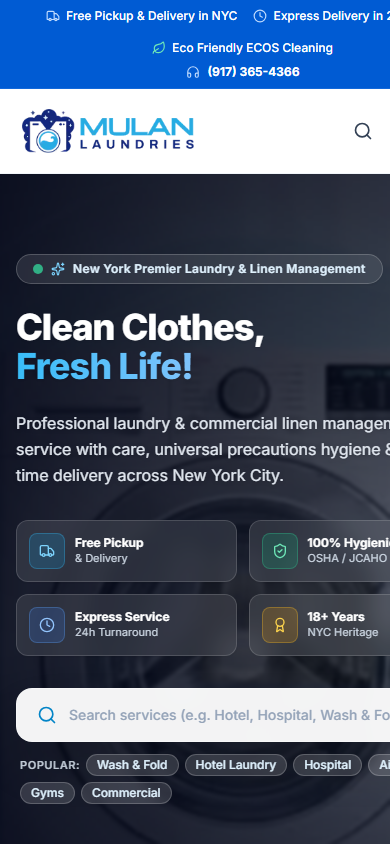 Free Pickup & Delivery in NYC Express Delivery in 2
Eco Friendly ECOS Cleaning
(917) 365-4366
MULAN
LAUNDRIES
New York Premier Laundry & Linen Management
Clean Clothes,
Fresh Life!
Professional laundry & commercial linen managem
service with care, universal precautions hygiene &
time delivery across New York City.
Free Pickup
& Delivery
100% Hygieni
OSHA / JCAHO
Express Service
24h Turnaround
18+ Years
NYC Heritage
Search services (e.g. Hotel, Hospital, Wash & Fo
POPULAR: Wash & Fold Hotel Laundry Hospital Ai
Gyms Commercial